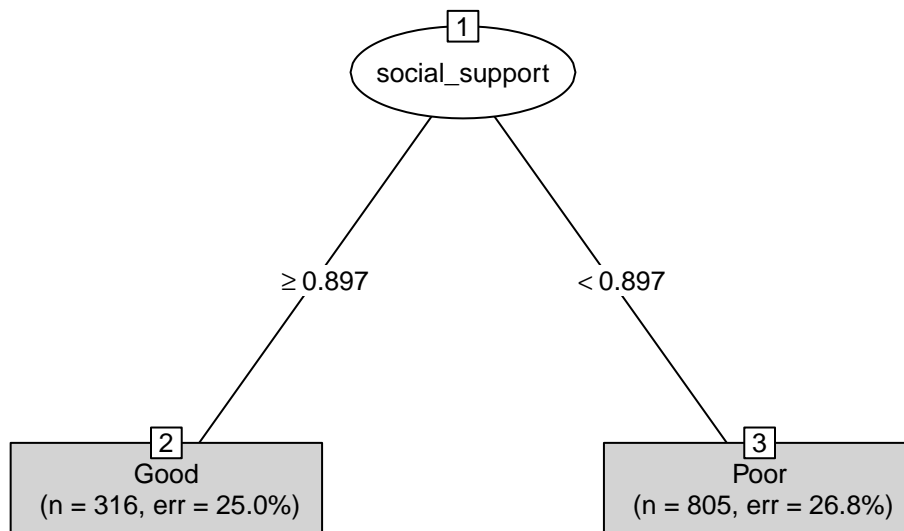 1
social_support
≥ 0.897
< 0.897
2
Good
(n = 316, err = 25.0%)
3
Poor
(n = 805, err = 26.8%)